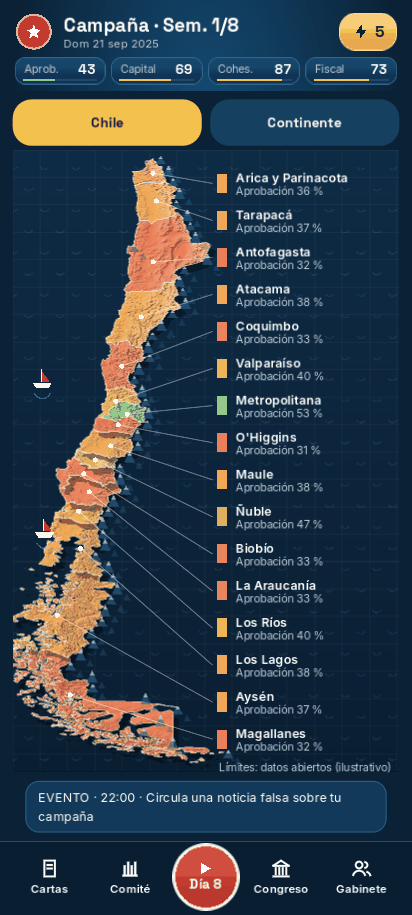 Campaña · Sem. 1/8
Dom 21 sep 2025
5
Aprob. 43
Capital 69
Cohes. 87
Fiscal 73
Chile
Continente
Arica y Parinacota
Aprobación 36 %
Tarapacá
Aprobación 37 %
Antofagasta
Aprobación 32 %
Atacama
Aprobación 38 %
Coquimbo
Aprobación 33 %
Valparaíso
Aprobación 40 %
Metropolitana
Aprobación 53 %
O'Higgins
Aprobación 31 %
Maule
Aprobación 38 %
Ñuble
Aprobación 47 %
Biobío
Aprobación 33 %
La Araucanía
Aprobación 33 %
Los Ríos
Aprobación 40 %
Los Lagos
Aprobación 38 %
Aysén
Aprobación 37 %
Magallanes
Aprobación 32 %
Límites: datos abiertos (ilustrativo)
EVENTO · 22:00 · Circula una noticia falsa sobre tu
campaña
Cartas
Comité
Día 8
Congreso
Gabinete